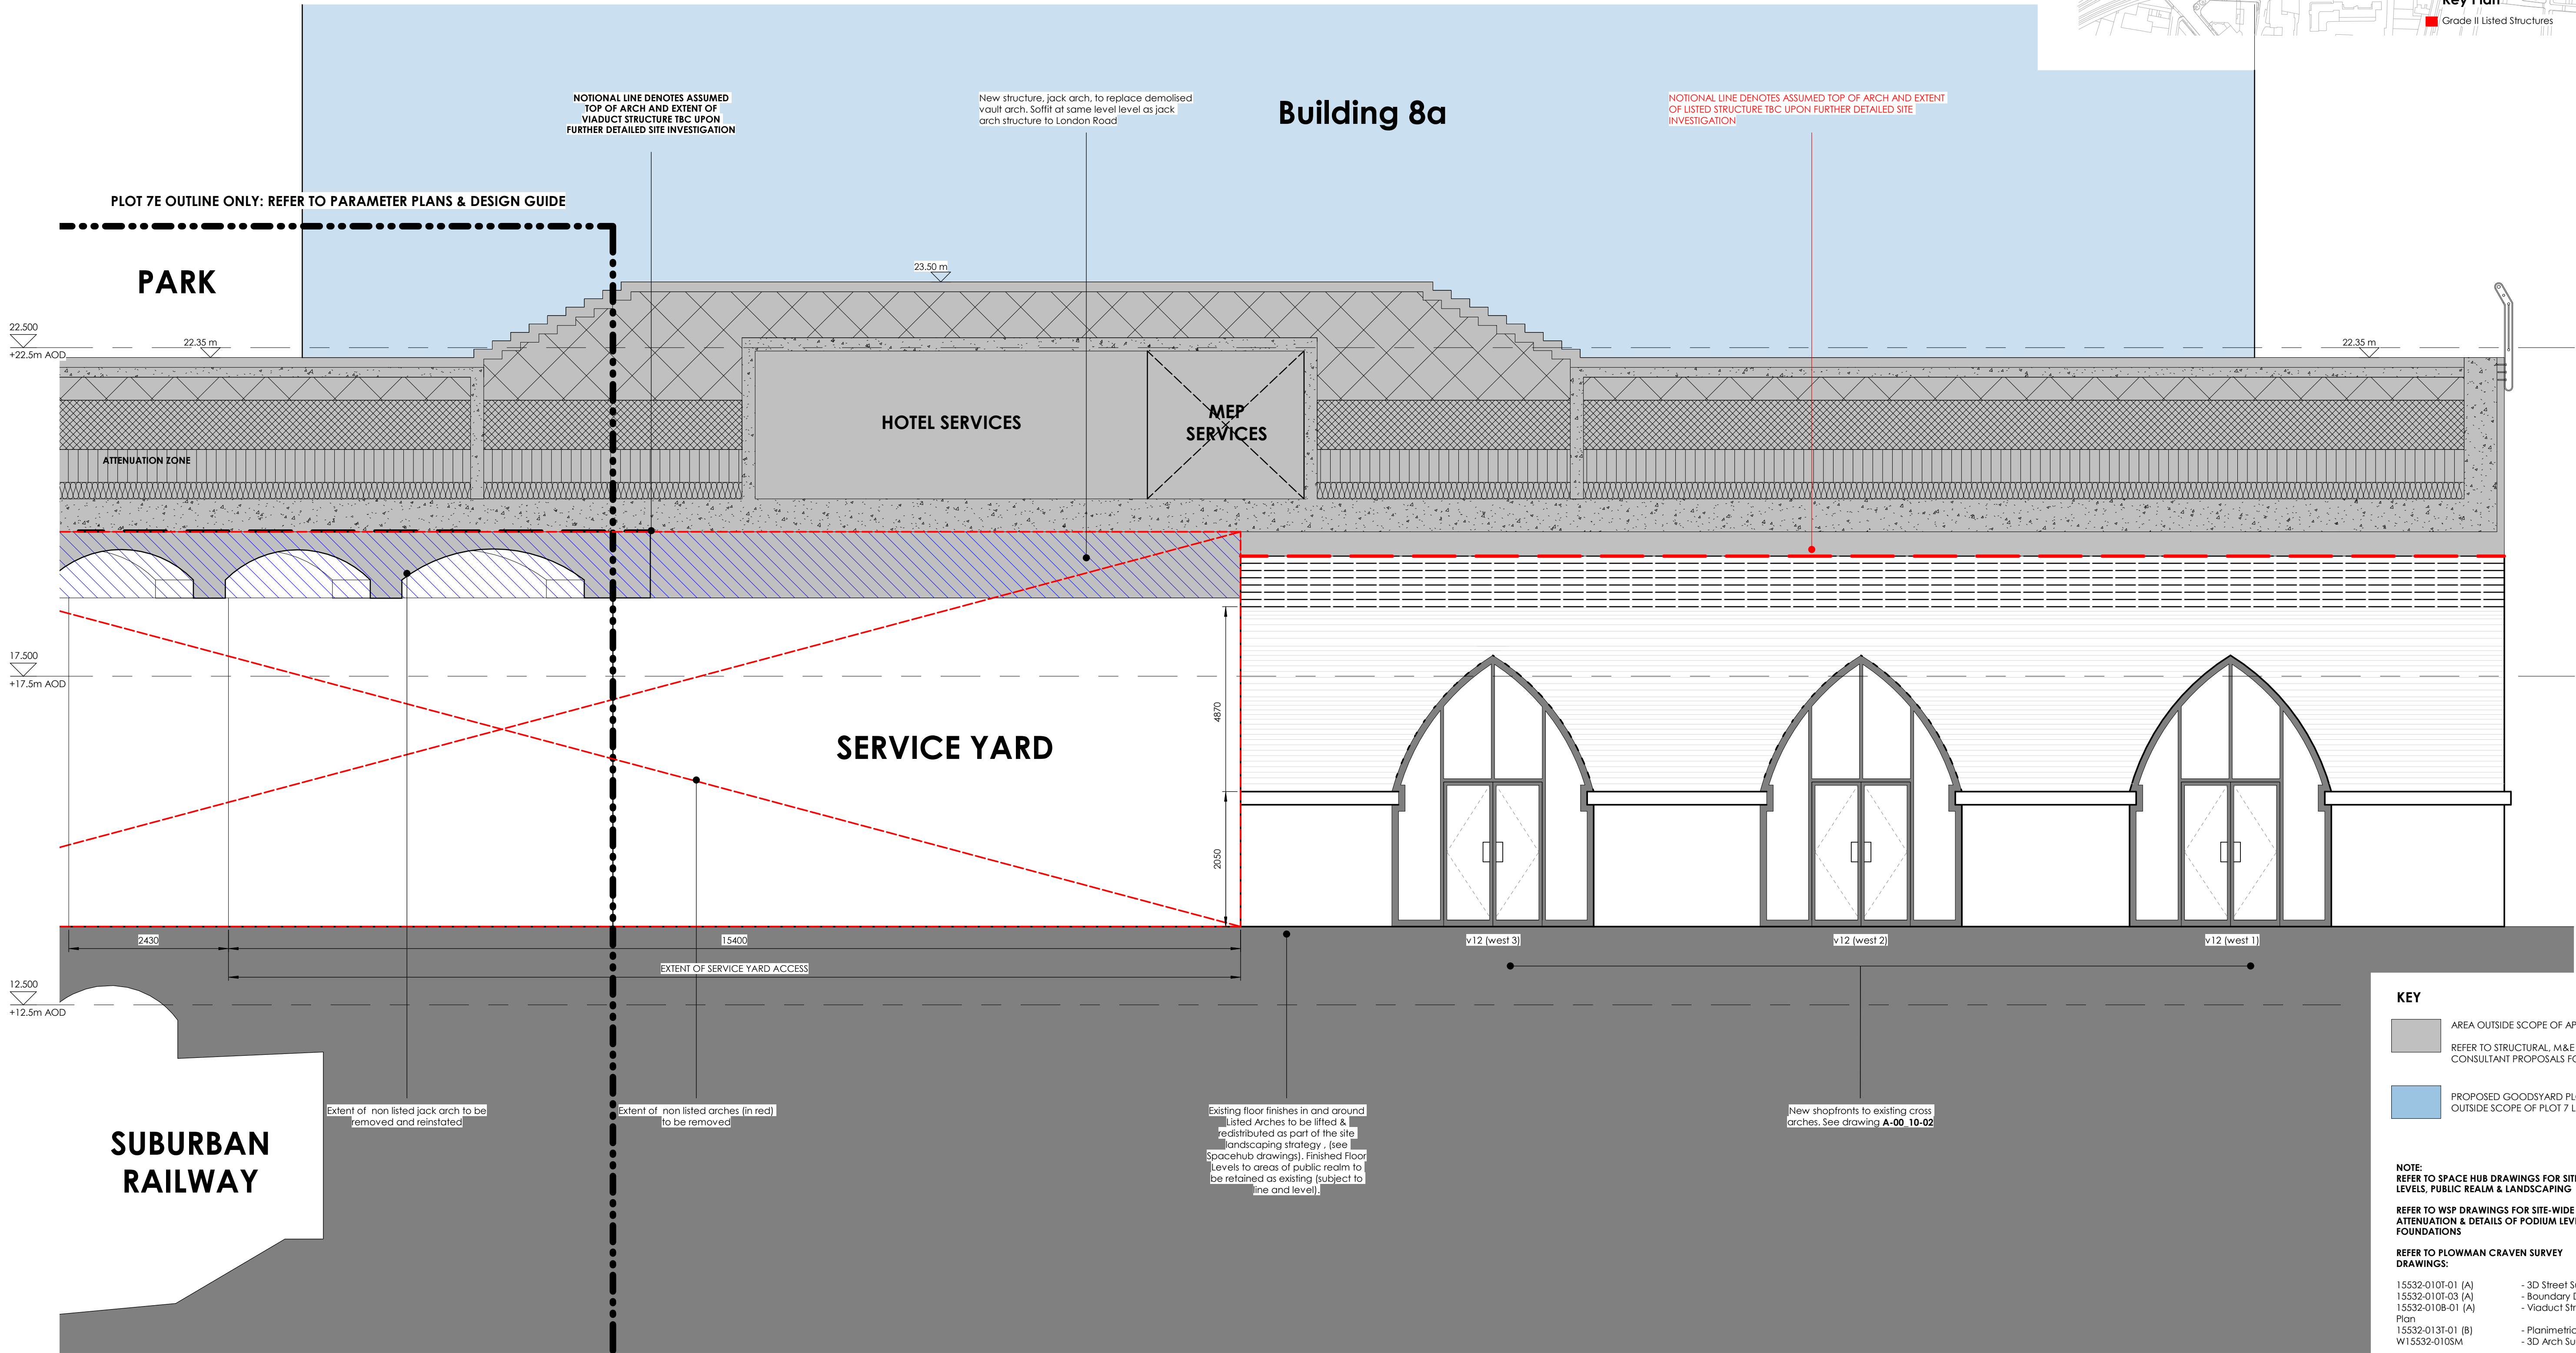 Key Plan
Grade II Listed Structures
NOTIONAL LINE DENOTES ASSUMED
TOP OF ARCH AND EXTENT OF
VIADUCT STRUCTURE TBC UPON
FURTHER DETAILED SITE INVESTIGATION
New structure, jack arch, to replace demolised
vault arch. Soffit at same level level as jack
arch structure to London Road
Building 8a
NOTIONAL LINE DENOTES ASSUMED TOP OF ARCH AND EXTENT
OF LISTED STRUCTURE TBC UPON FURTHER DETAILED SITE
INVESTIGATION
PLOT 7E OUTLINE ONLY: REFER TO PARAMETER PLANS & DESIGN GUIDE
PARK
23.50 m
22.500
+22.5m AOD
22.35 m
22.35 m
HOTEL SERVICES
MEP
SERVICES
ATTENUATION ZONE
17.500
+17.5m AOD
4870
SERVICE YARD
2050
2430
15400
EXTENT OF SERVICE YARD ACCESS
v12 (west 3)
v12 (west 2)
v12 (west 1)
12.500
+12.5m AOD
Extent of non listed jack arch to be
removed and reinstated
Extent of non listed arches (in red)
to be removed
Existing floor finishes in and around
Listed Arches to be lifted &
redistributed as part of the site
landscaping strategy , (see
Spacehub drawings). Finished Floor
Levels to areas of public realm to
be retained as existing (subject to
line and level).
New shopfronts to existing cross
arches. See drawing A-00_10-02
SUBURBAN
RAILWAY
KEY
AREA OUTSIDE SCOPE OF AP
REFER TO STRUCTURAL, M&E
CONSULTANT PROPOSALS FO
PROPOSED GOODSYARD PL
OUTSIDE SCOPE OF PLOT 7 L
NOTE:
REFER TO SPACE HUB DRAWINGS FOR SIT
LEVELS, PUBLIC REALM & LANDSCAPING
REFER TO WSP DRAWINGS FOR SITE-WIDE
ATTENUATION & DETAILS OF PODIUM LEV
FOUNDATIONS
REFER TO PLOWMAN CRAVEN SURVEY
DRAWINGS:
15532-010T-01 (A) - 3D Street Su
15532-010T-03 (A) - Boundary D
15532-010B-01 (A) - Viaduct Str
Plan
15532-013T-01 (B) - Planimetric
W15532-010SM - 3D Arch Su